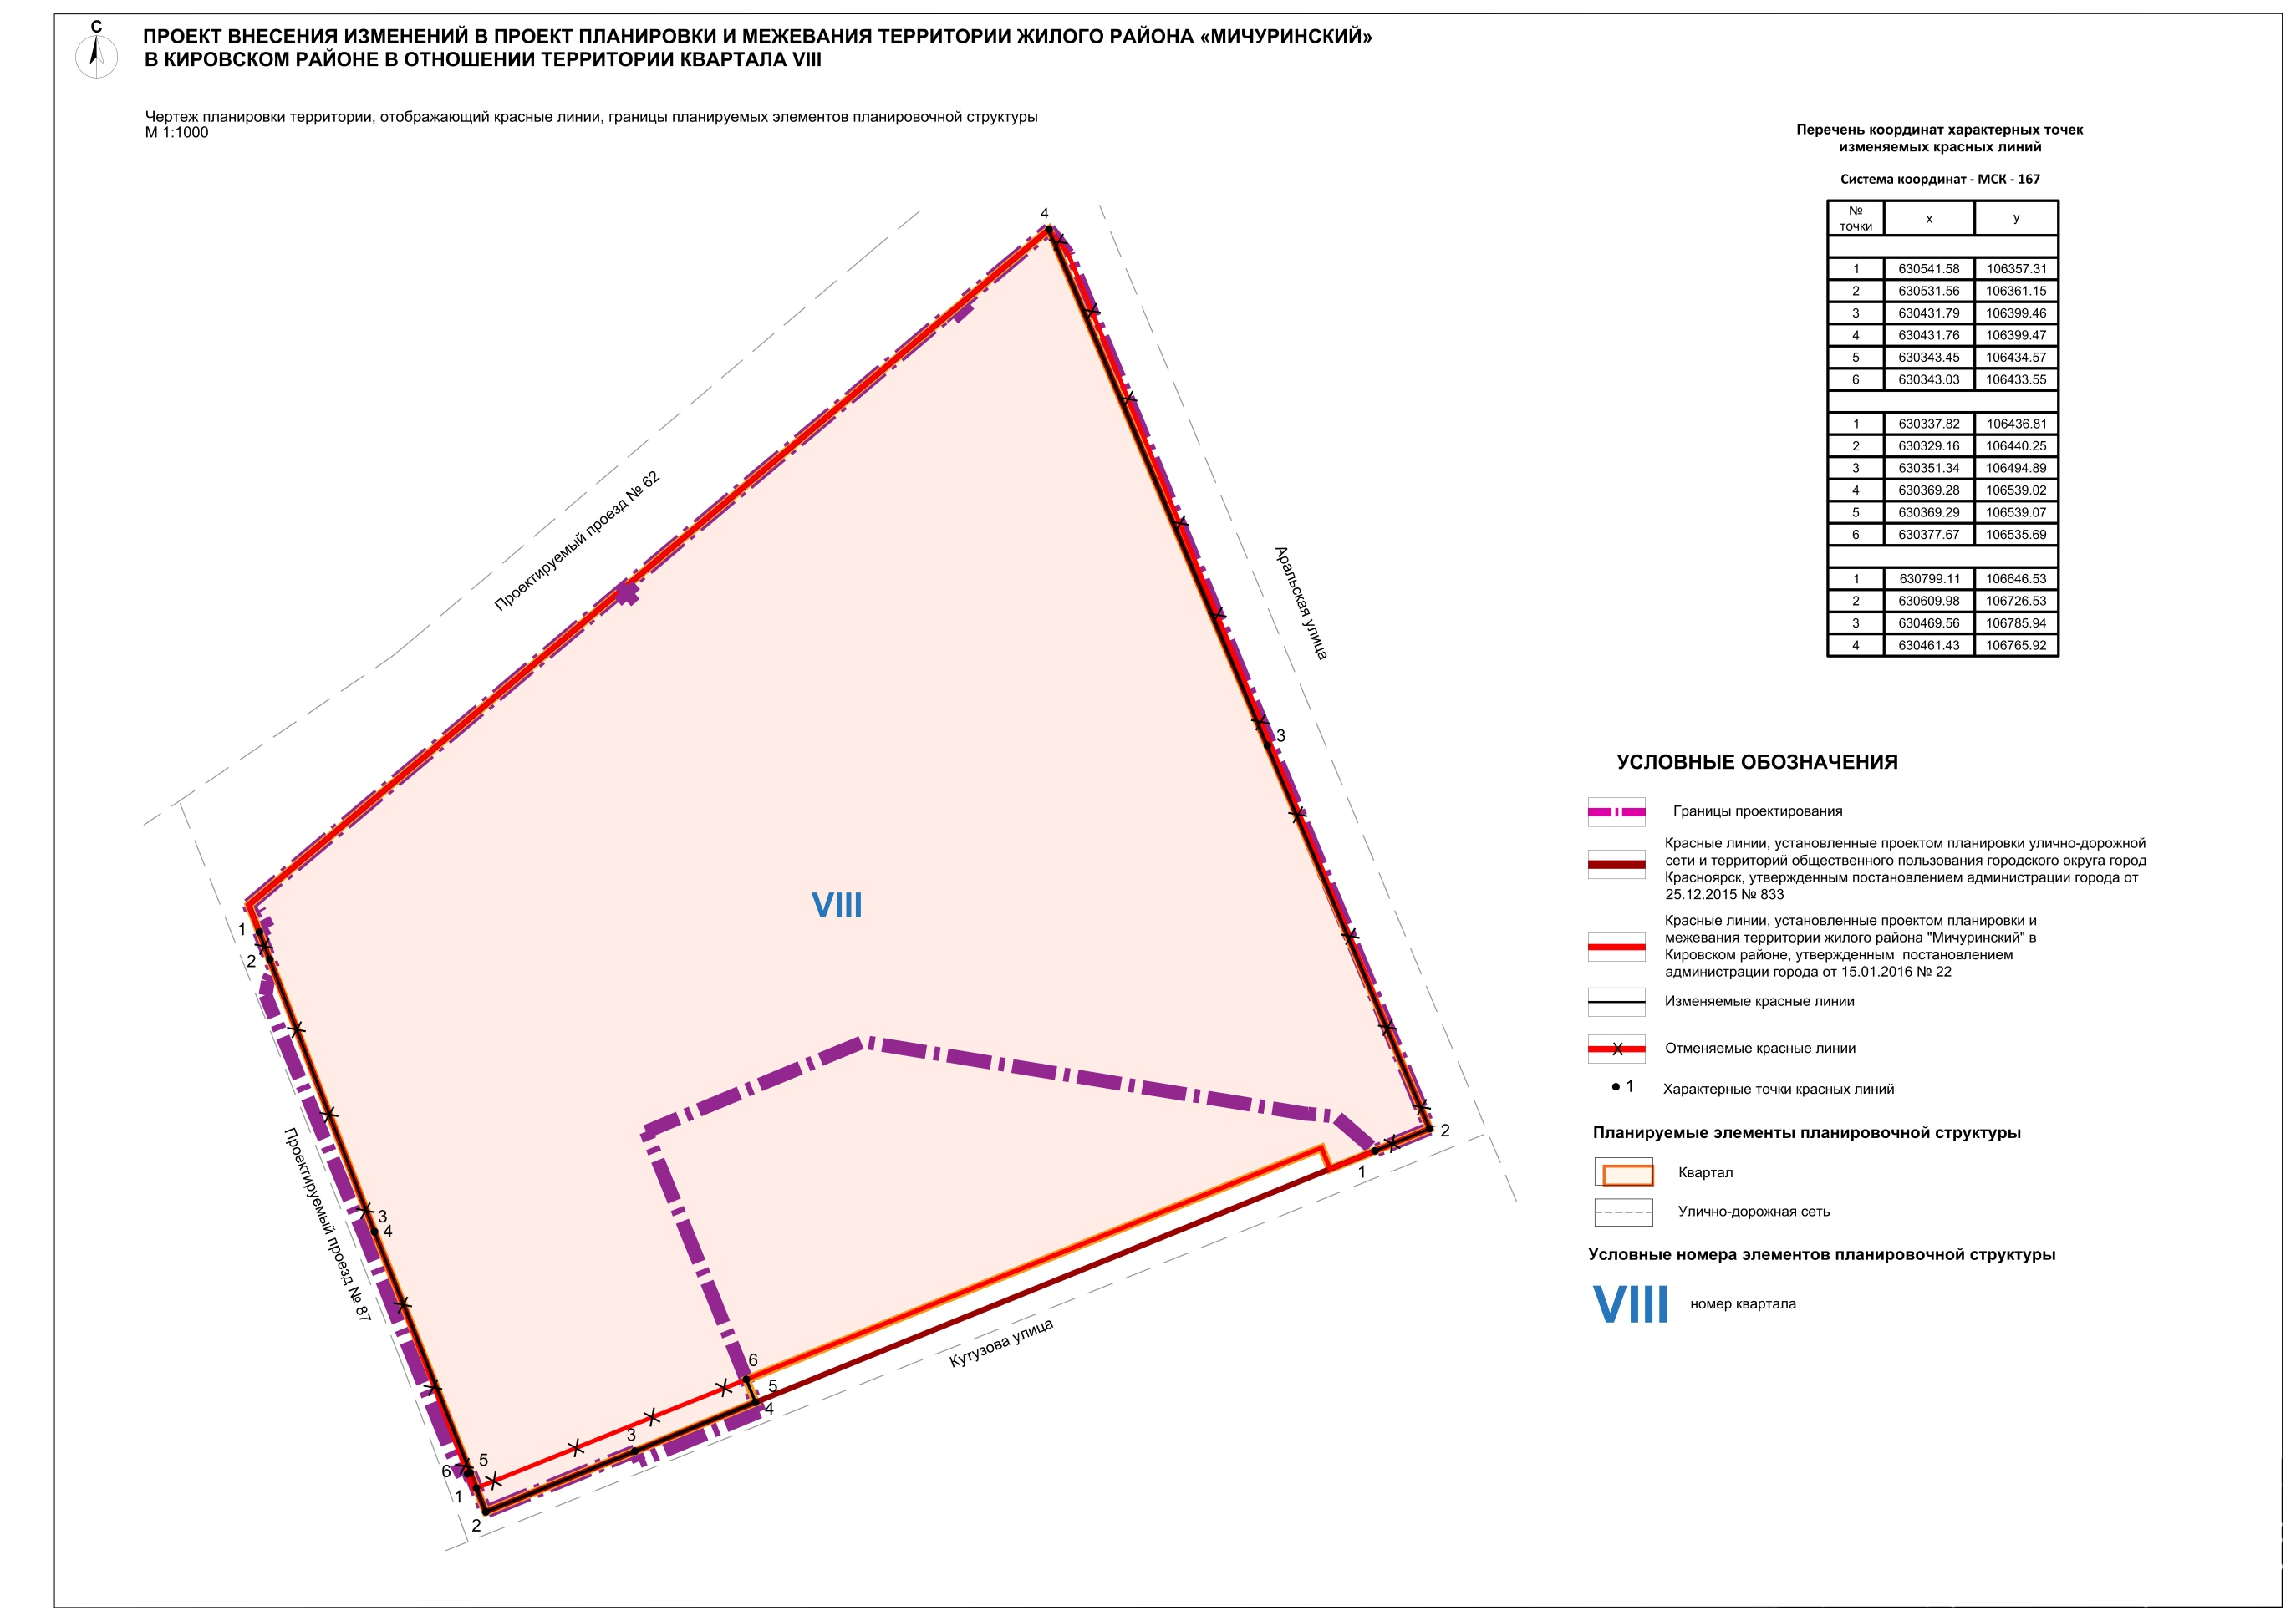 С
ПРОЕКТ ВНЕСЕНИЯ ИЗМЕНЕНИЙ В ПРОЕКТ ПЛАНИРОВКИ И МЕЖЕВАНИЯ ТЕРРИТОРИИ ЖИЛОГО РАЙОНА «МИЧУРИНСКИЙ»
В КИРОВСКОМ РАЙОНЕ В ОТНОШЕНИИ ТЕРРИТОРИИ КВАРТАЛА VIII
Чертеж планировки территории, отображающий красные линии, границы планируемых элементов планировочной структуры
М 1:1000
Перечень координат характерных точек
изменяемых красных линий
Система координат - МСК - 167
№ точки x y
1 630541.58 106357.31
2 630531.56 106361.15
3 630431.79 106399.46
4 630431.76 106399.47
5 630343.45 106434.57
6 630343.03 106433.55
1 630337.82 106436.81
2 630329.16 106440.25
3 630351.34 106494.89
4 630369.28 106539.02
5 630369.29 106539.07
6 630377.67 106535.69
1 630799.11 106646.53
2 630609.98 106726.53
3 630469.56 106785.94
4 630461.43 106765.92
4
Проектируемый проезд № 62
Аральская улица
3
VIII
1
2
2
1
Проектируемый проезд № 87
3
4
Кутузова улица
6
5
4
3
5
6
1
2
УСЛОВНЫЕ ОБОЗНАЧЕНИЯ
Границы проектирования
Красные линии, установленные проектом планировки улично-дорожной
сети и территорий общественного пользования городского округа город
Красноярск, утвержденным постановлением администрации города от
25.12.2015 № 833
Красные линии, установленные проектом планировки и
межевания территории жилого района "Мичуринский" в
Кировском районе, утвержденным постановлением
администрации города от 15.01.2016 № 22
Изменяемые красные линии
Отменяемые красные линии
1 Характерные точки красных линий
Планируемые элементы планировочной структуры
Квартал
Улично-дорожная сеть
Условные номера элементов планировочной структуры
VIII номер квартала